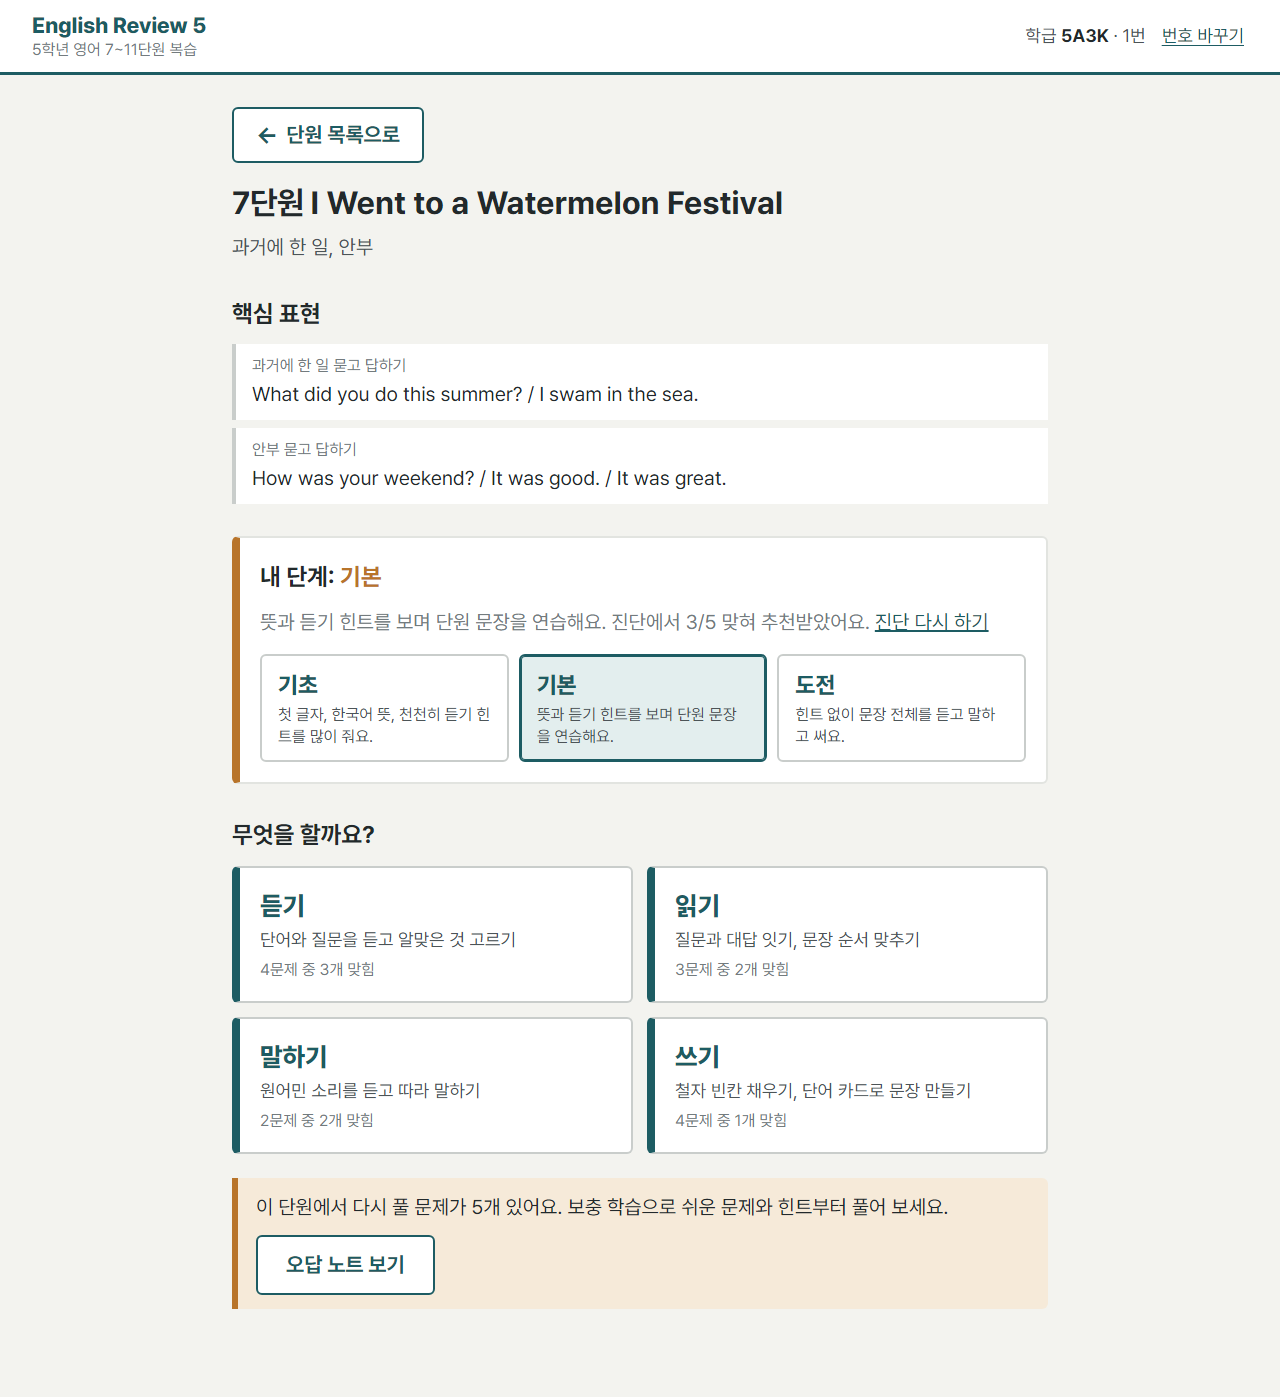 English Review 5
5학년 영어 7~11단원 복습
학급 5A3K · 1번 번호 바꾸기
← 단원 목록으로
7단원 I Went to a Watermelon Festival
과거에 한 일, 안부
핵심 표현
과거에 한 일 묻고 답하기
What did you do this summer? / I swam in the sea.
안부 묻고 답하기
How was your weekend? / It was good. / It was great.
내 단계: 기본
뜻과 듣기 힌트를 보며 단원 문장을 연습해요. 진단에서 3/5 맞혀 추천받았어요. 진단 다시 하기
기초
첫 글자, 한국어 뜻, 천천히 듣기 힌
트를 많이 줘요.
기본
뜻과 듣기 힌트를 보며 단원 문장
을 연습해요.
도전
힌트 없이 문장 전체를 듣고 말하
고 써요.
무엇을 할까요?
듣기
단어와 질문을 듣고 알맞은 것 고르기
4문제 중 3개 맞힘
읽기
질문과 대답 잇기, 문장 순서 맞추기
3문제 중 2개 맞힘
말하기
원어민 소리를 듣고 따라 말하기
2문제 중 2개 맞힘
쓰기
철자 빈칸 채우기, 단어 카드로 문장 만들기
4문제 중 1개 맞힘
이 단원에서 다시 풀 문제가 5개 있어요. 보충 학습으로 쉬운 문제와 힌트부터 풀어 보세요.
오답 노트 보기